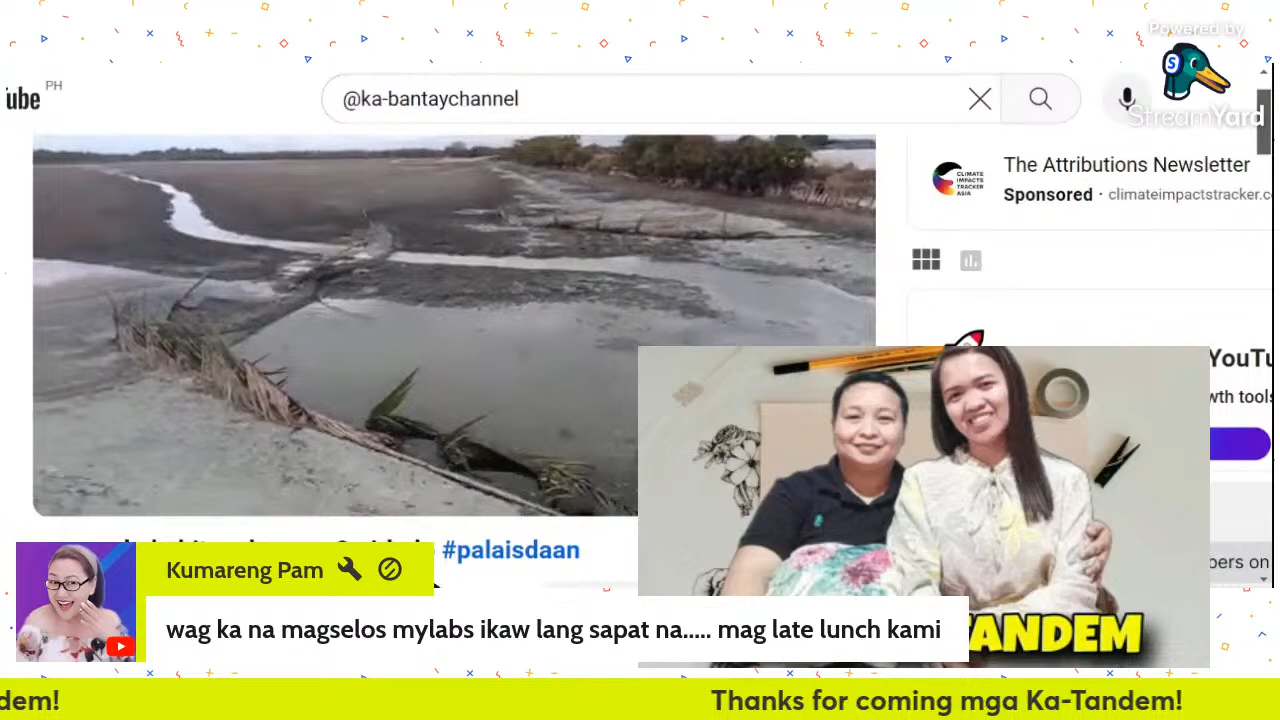 Powered by
StreamYard
ube PH
@ka-bantaychannel
The Attributions Newsletter
Sponsored · climateimpactstracker.c
CLIMATE
IMPACTS
TRACKER
ASIA
YouTu
wth tools
#palaisdaan
bers on
Kumareng Pam
wag ka na magselos mylabs ikaw lang sapat na..... mag late lunch kami
TANDEM
dem!
Thanks for coming mga Ka-Tandem!